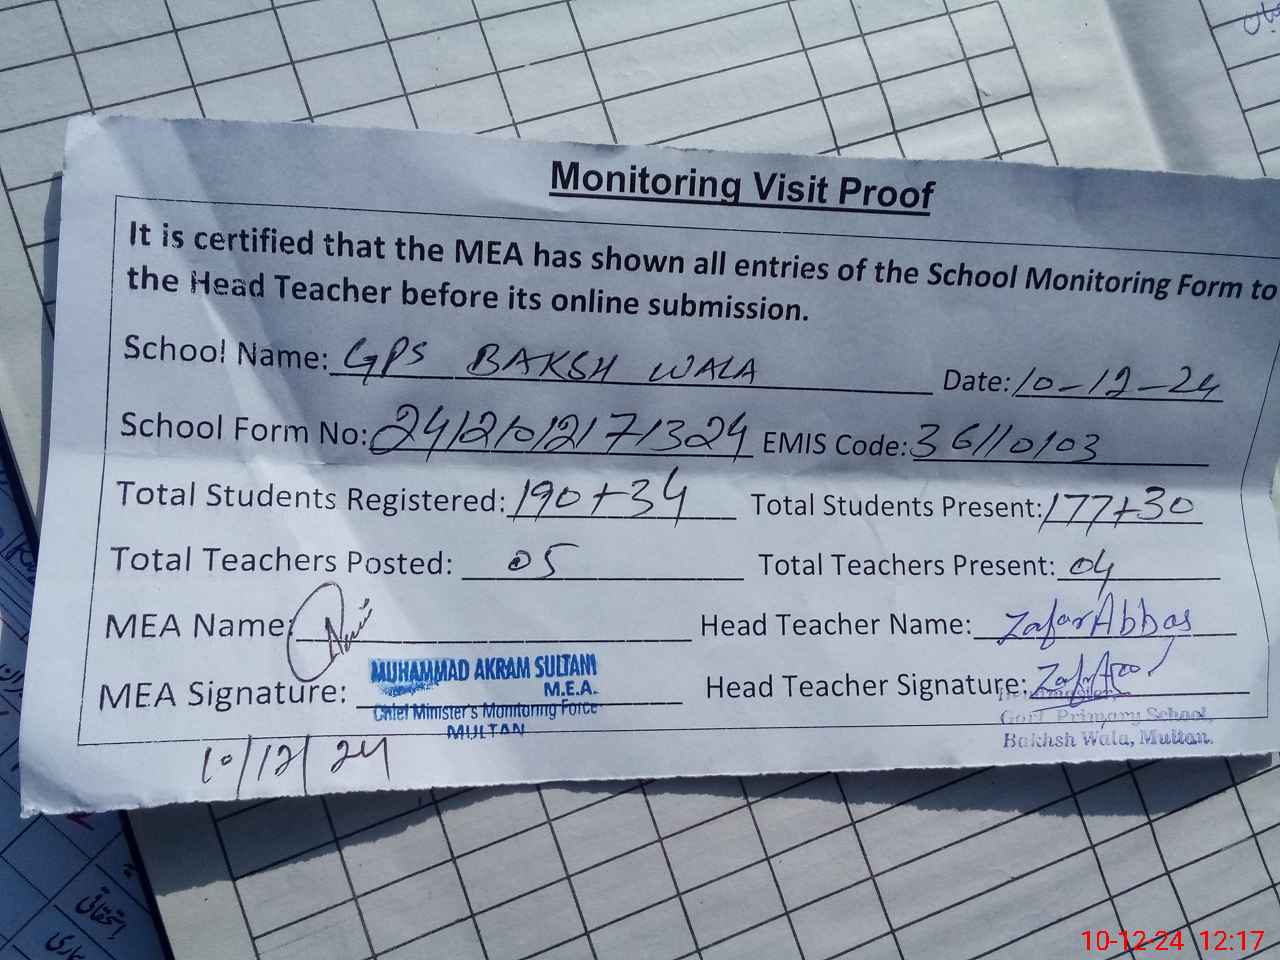 Monitoring Visit Proof
It is certified that the MEA has shown all entries of the School Monitoring Form to
the Head Teacher before its online submission.
School Name: GPS BAKSH WALA Date: 10-12-24
School Form No: 24121012171324 EMIS Code: 36110103
Total Students Registered: 190+34 Total Students Present: 177+30
Total Teachers Posted: 05 Total Teachers Present: 04
MEA Name: Head Teacher Name: Zafar Abbas
MEA Signature: MUHAMMAD AKRAM SULTANI Head Teacher Signature:
M.E.A.
Chief Minister's Monitoring Force
MULTAN
Govt Primary School,
Bakhsh Wala, Multan.
10/12/24
10-12-24 12:17